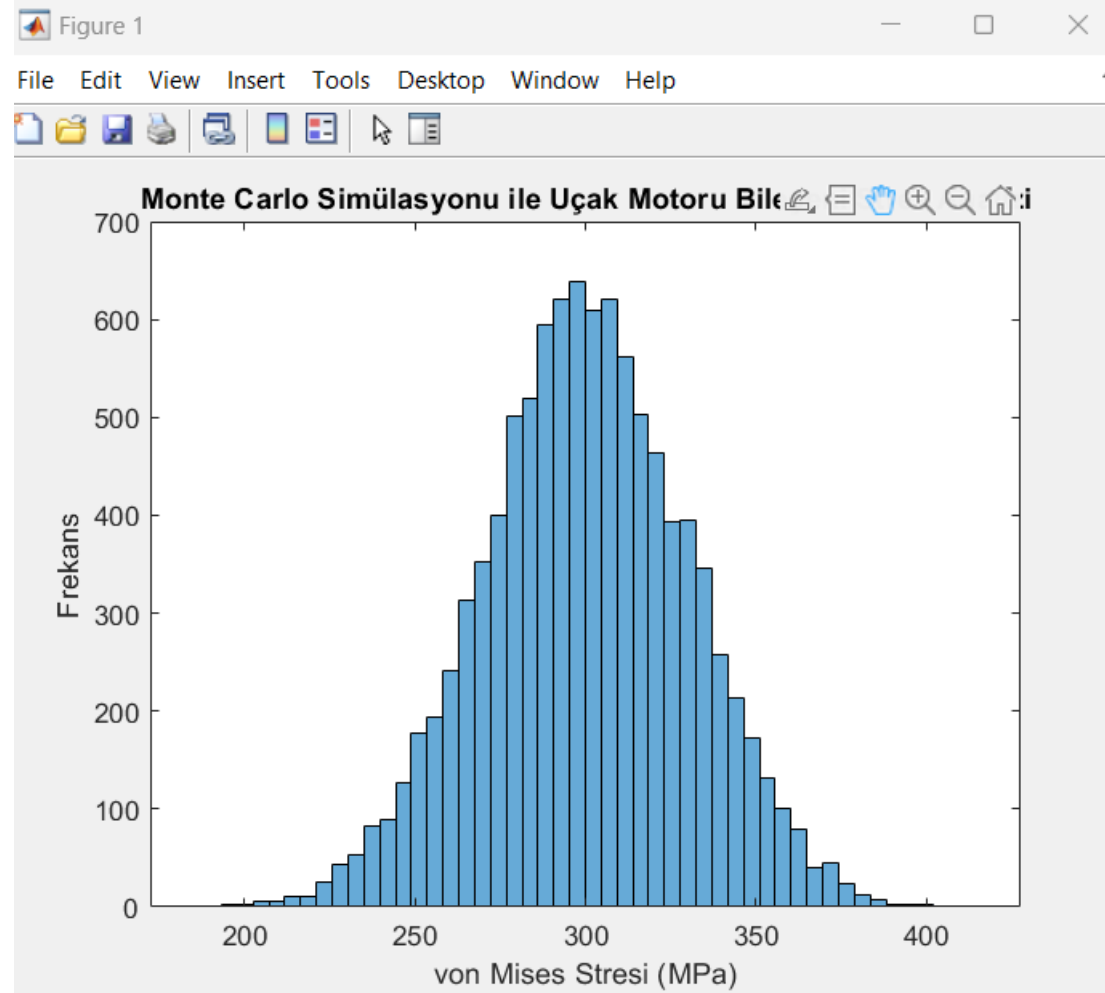 Figure 1
File Edit View Insert Tools Desktop Window Help
Monte Carlo Simülasyonu ile Uçak Motoru
700
600
500
400
300
200
100
0
Frekans
200 250 300 350 400
von Mises Stresi (MPa)